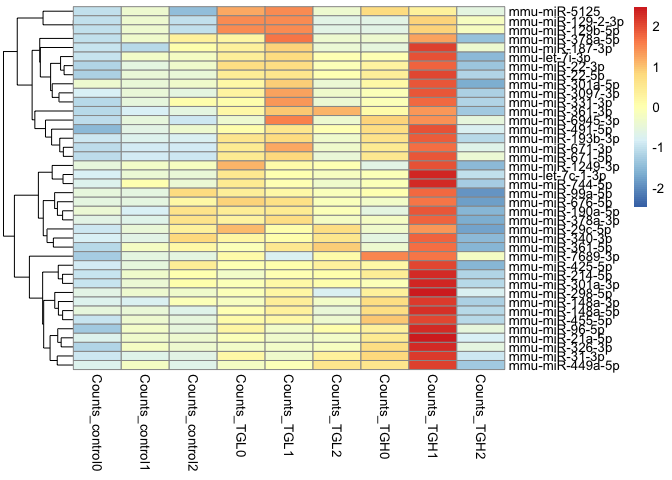 mmu-miR-5125
mmu-miR-129-2-3p
mmu-miR-129b-5p
mmu-miR-378a-5p
mmu-miR-187-3p
mmu-let-7i-3p
mmu-miR-22-3p
mmu-miR-22-5p
mmu-miR-301a-5p
mmu-miR-3097-3p
mmu-miR-331-3p
mmu-miR-361-3p
mmu-miR-6945-3p
mmu-miR-491-5p
mmu-miR-193b-3p
mmu-miR-671-3p
mmu-miR-671-5p
mmu-miR-1249-3p
mmu-let-7c-1-3p
mmu-miR-744-5p
mmu-miR-99a-5p
mmu-miR-676-5p
mmu-miR-190a-5p
mmu-miR-378a-3p
mmu-miR-29c-5p
mmu-miR-340-3p
mmu-miR-361-5p
mmu-miR-7689-3p
mmu-miR-425-5p
mmu-miR-214-5p
mmu-miR-301a-3p
mmu-miR-298-5p
mmu-miR-148a-3p
mmu-miR-148a-5p
mmu-miR-455-5p
mmu-miR-96-5p
mmu-miR-21a-5p
mmu-miR-326-3p
mmu-miR-31-3p
mmu-miR-449a-5p
2
1
0
-1
-2
Counts_control0
Counts_control1
Counts_control2
Counts_TGL0
Counts_TGL1
Counts_TGL2
Counts_TGH0
Counts_TGH1
Counts_TGH2